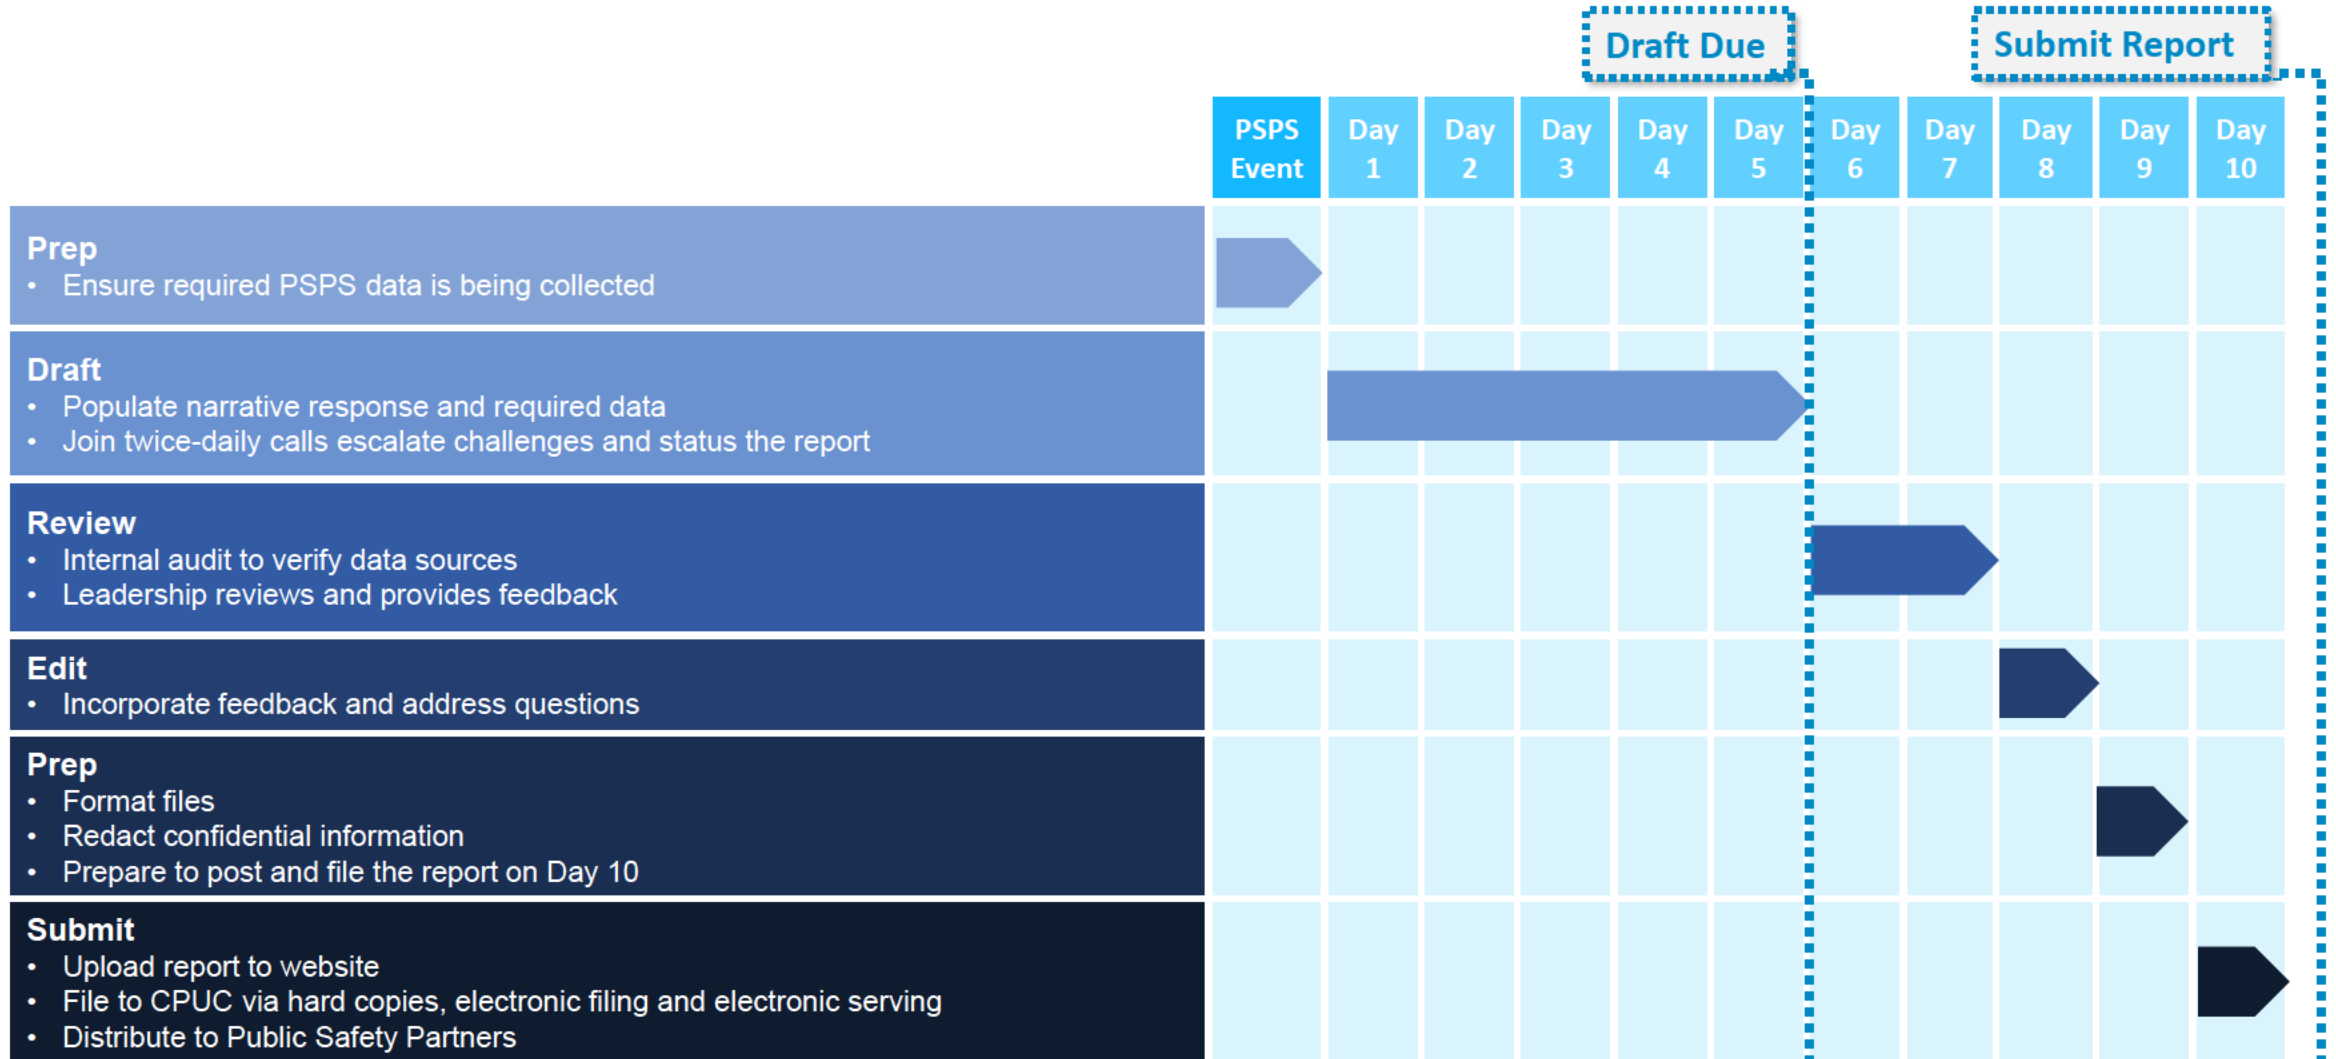 Draft Due
Submit Report
PSPS Event
Day 1
Day 2
Day 3
Day 4
Day 5
Day 6
Day 7
Day 8
Day 9
Day 10
Prep
• Ensure required PSPS data is being collected
Draft
• Populate narrative response and required data
• Join twice-daily calls escalate challenges and status the report
Review
• Internal audit to verify data sources
• Leadership reviews and provides feedback
Edit
• Incorporate feedback and address questions
Prep
• Format files
• Redact confidential information
• Prepare to post and file the report on Day 10
Submit
• Upload report to website
• File to CPUC via hard copies, electronic filing and electronic serving
• Distribute to Public Safety Partners